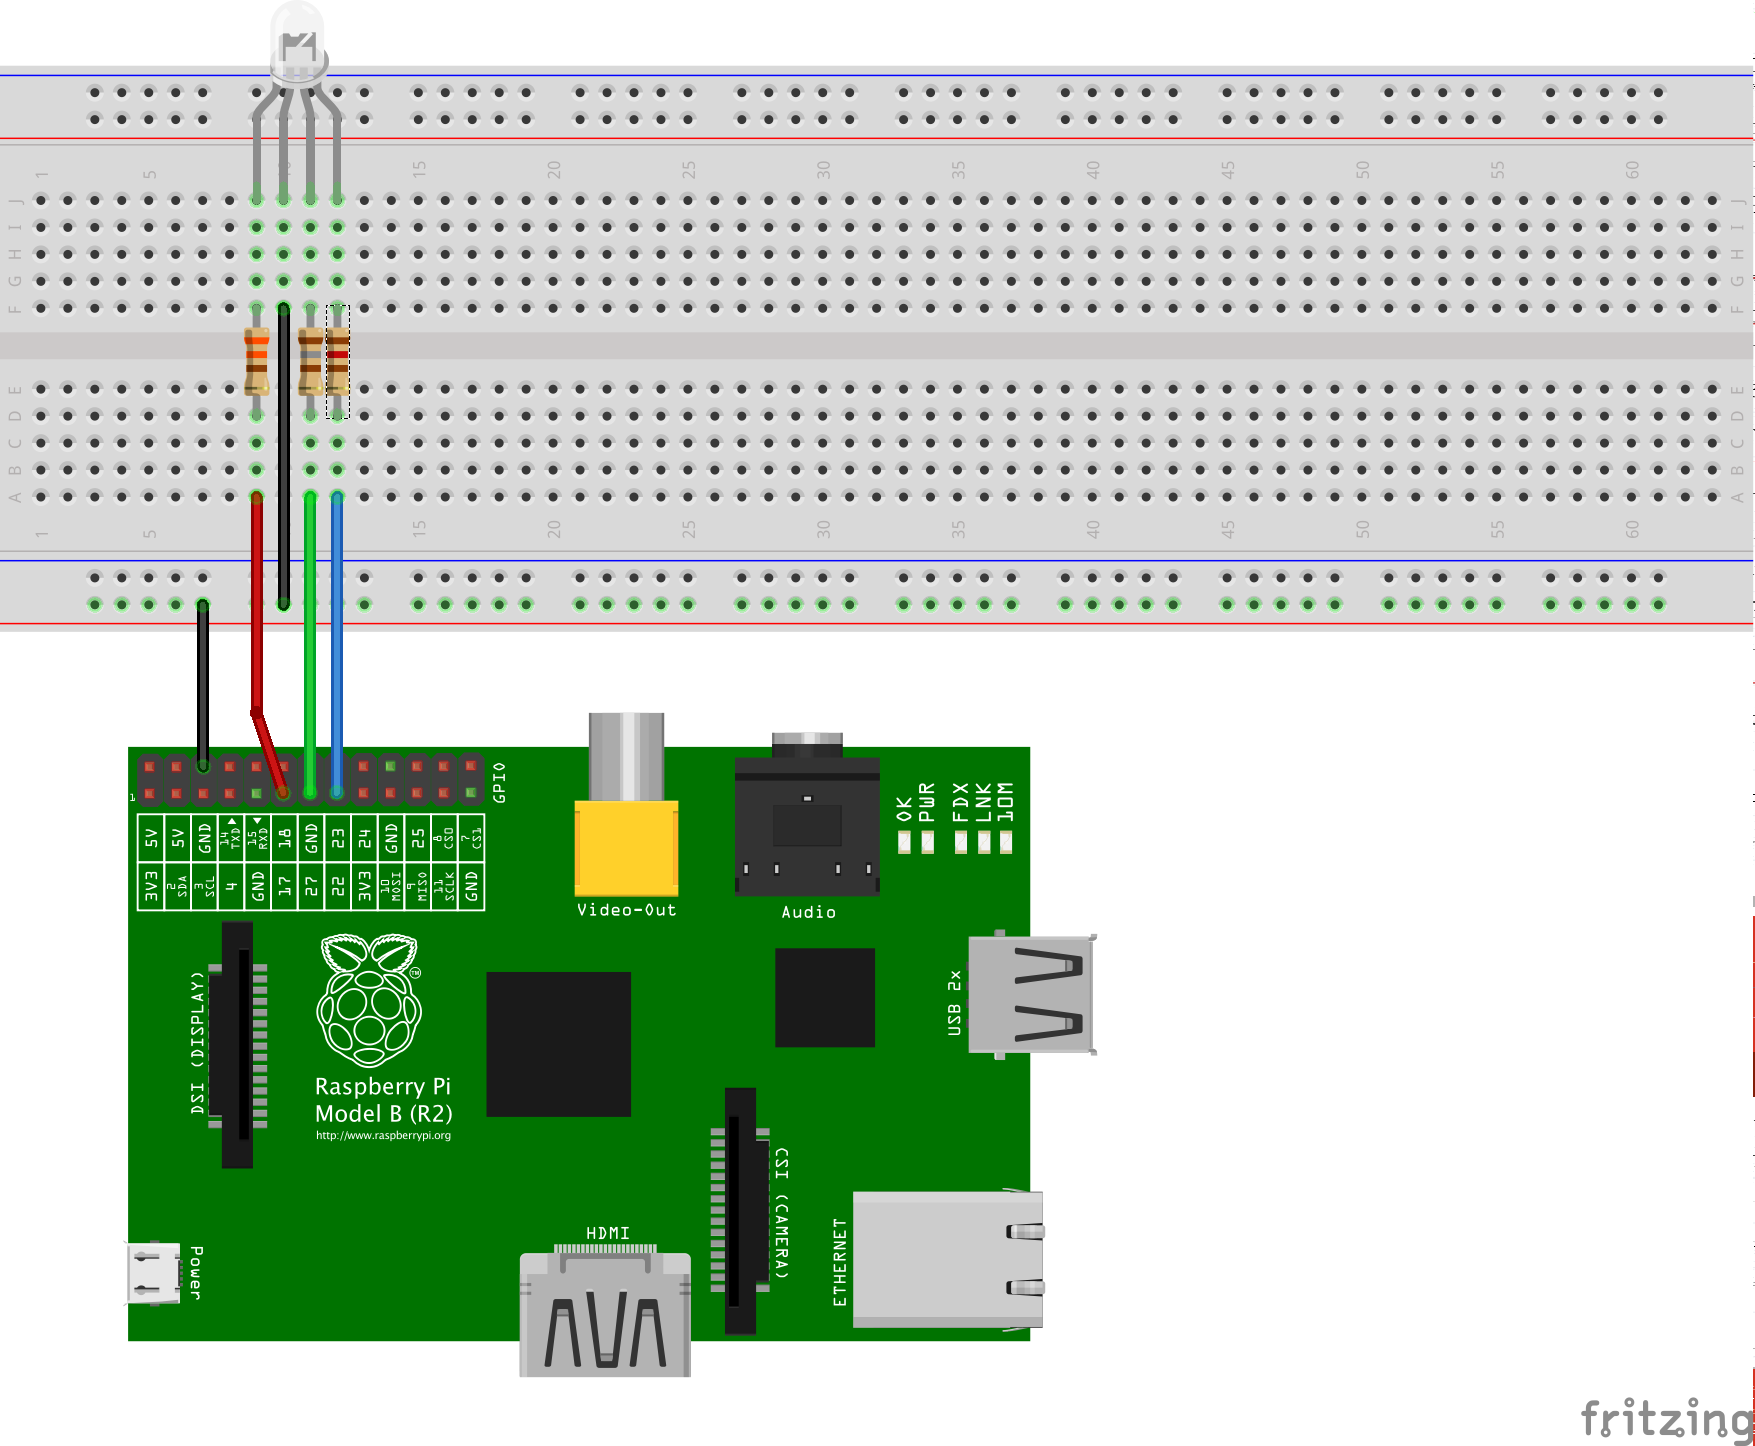 1 5 10 15 20 25 30 35 40 45 50 55 60
J J
I I
H H
G G
F F
E E
D D
C C
B B
A A
1 5 15 20 25 30 35 40 45 50 55 60
1
GPIO
5V 5V GND 14 TXD 15 RXD 18 GND 23 24 GND 25 8 CS0 7 CS1
3V3 2 SDA 3 SCL 4 GND 17 27 22 3V3 10 MOSI 9 MISO 11 SCLK GND
OK PWR FDX LNK 10M
Video-Out
Audio
DSI (DISPLAY)
TM
Raspberry Pi
Model B (R2)
http://www.raspberrypi.org
USB 2x
CSI (CAMERA)
Power
HDMI
ETHERNET
fritzing